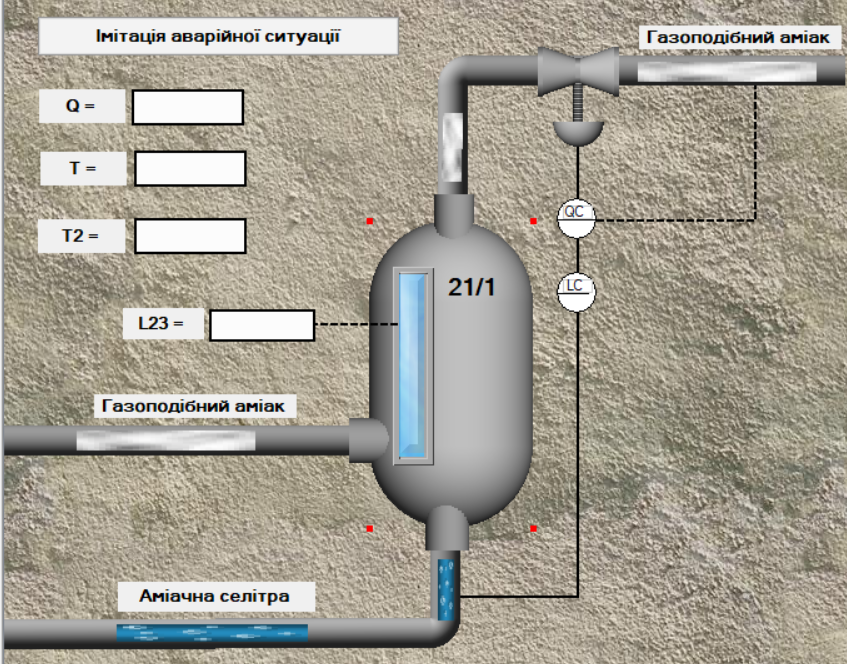 Імітація аварійної ситуації
Газоподібний аміак
Q =
T =
QC
T2 =
LC
21/1
L23 =
Газоподібний аміак
Аміачна селітра